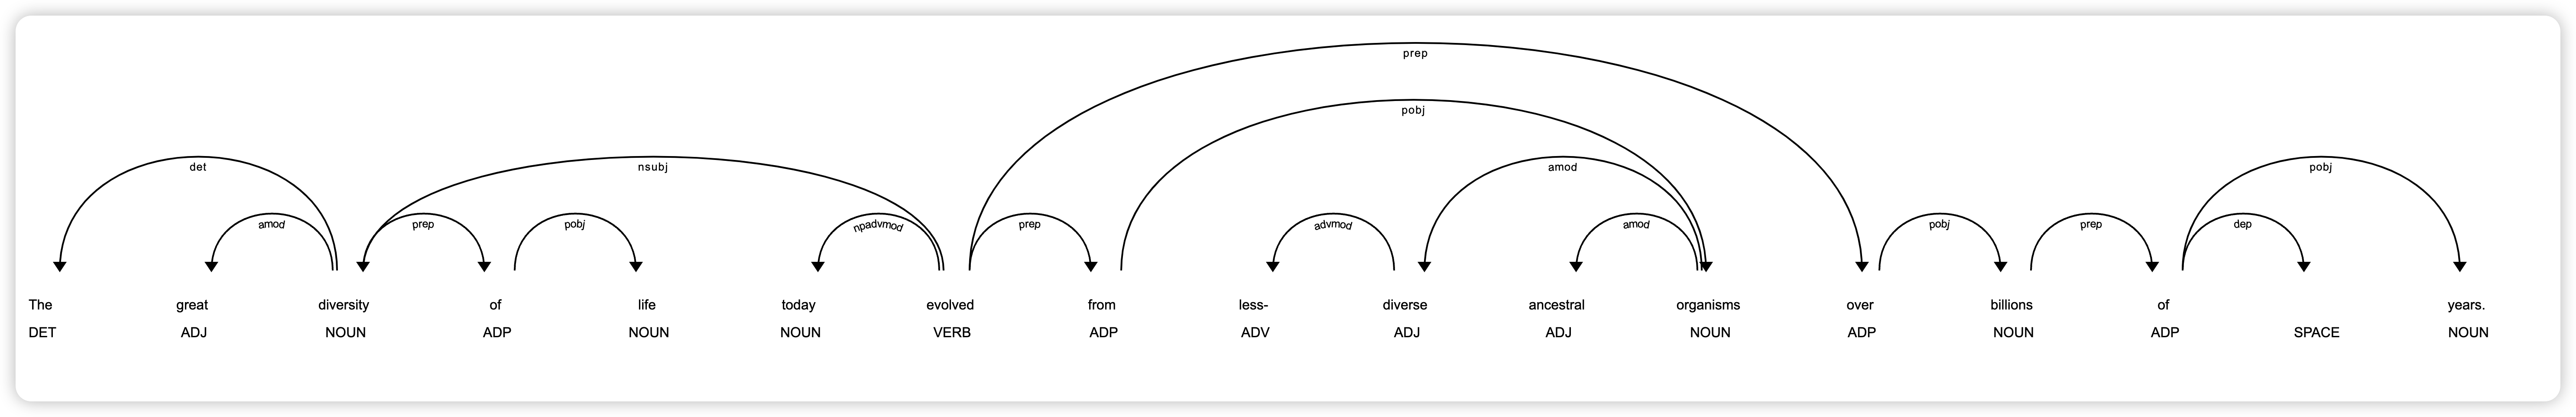 prep
pobj
det nsubj amod pobj
amod prep pobj npadvmod prep advmod amod pobj prep dep
The great diversity of life today evolved from less- diverse ancestral organisms over billions of years.
DET ADJ NOUN ADP NOUN NOUN VERB ADP ADV ADJ ADJ NOUN ADP NOUN ADP SPACE NOUN